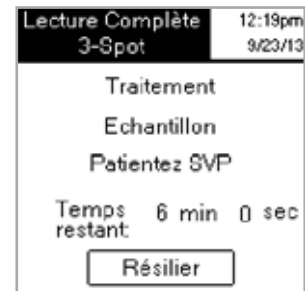 Lecture Complète 12:19pm
3-Spot 9/23/13
Traitement
Echantillon
Patientez SVP
Temps 6 min 0 sec
restant:
Résilier